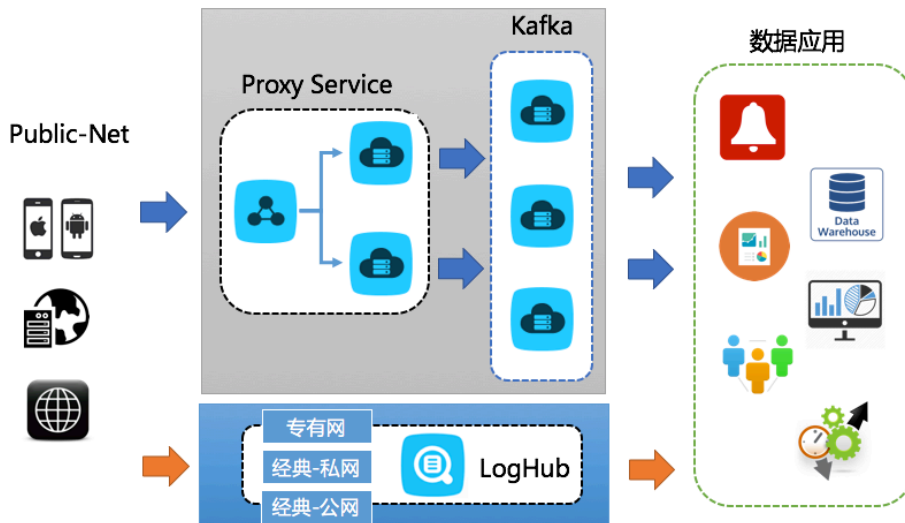 Public-Net
Proxy Service
Kafka
数据应用
Data
Warehouse
专有网
经典-私网
经典-公网
LogHub